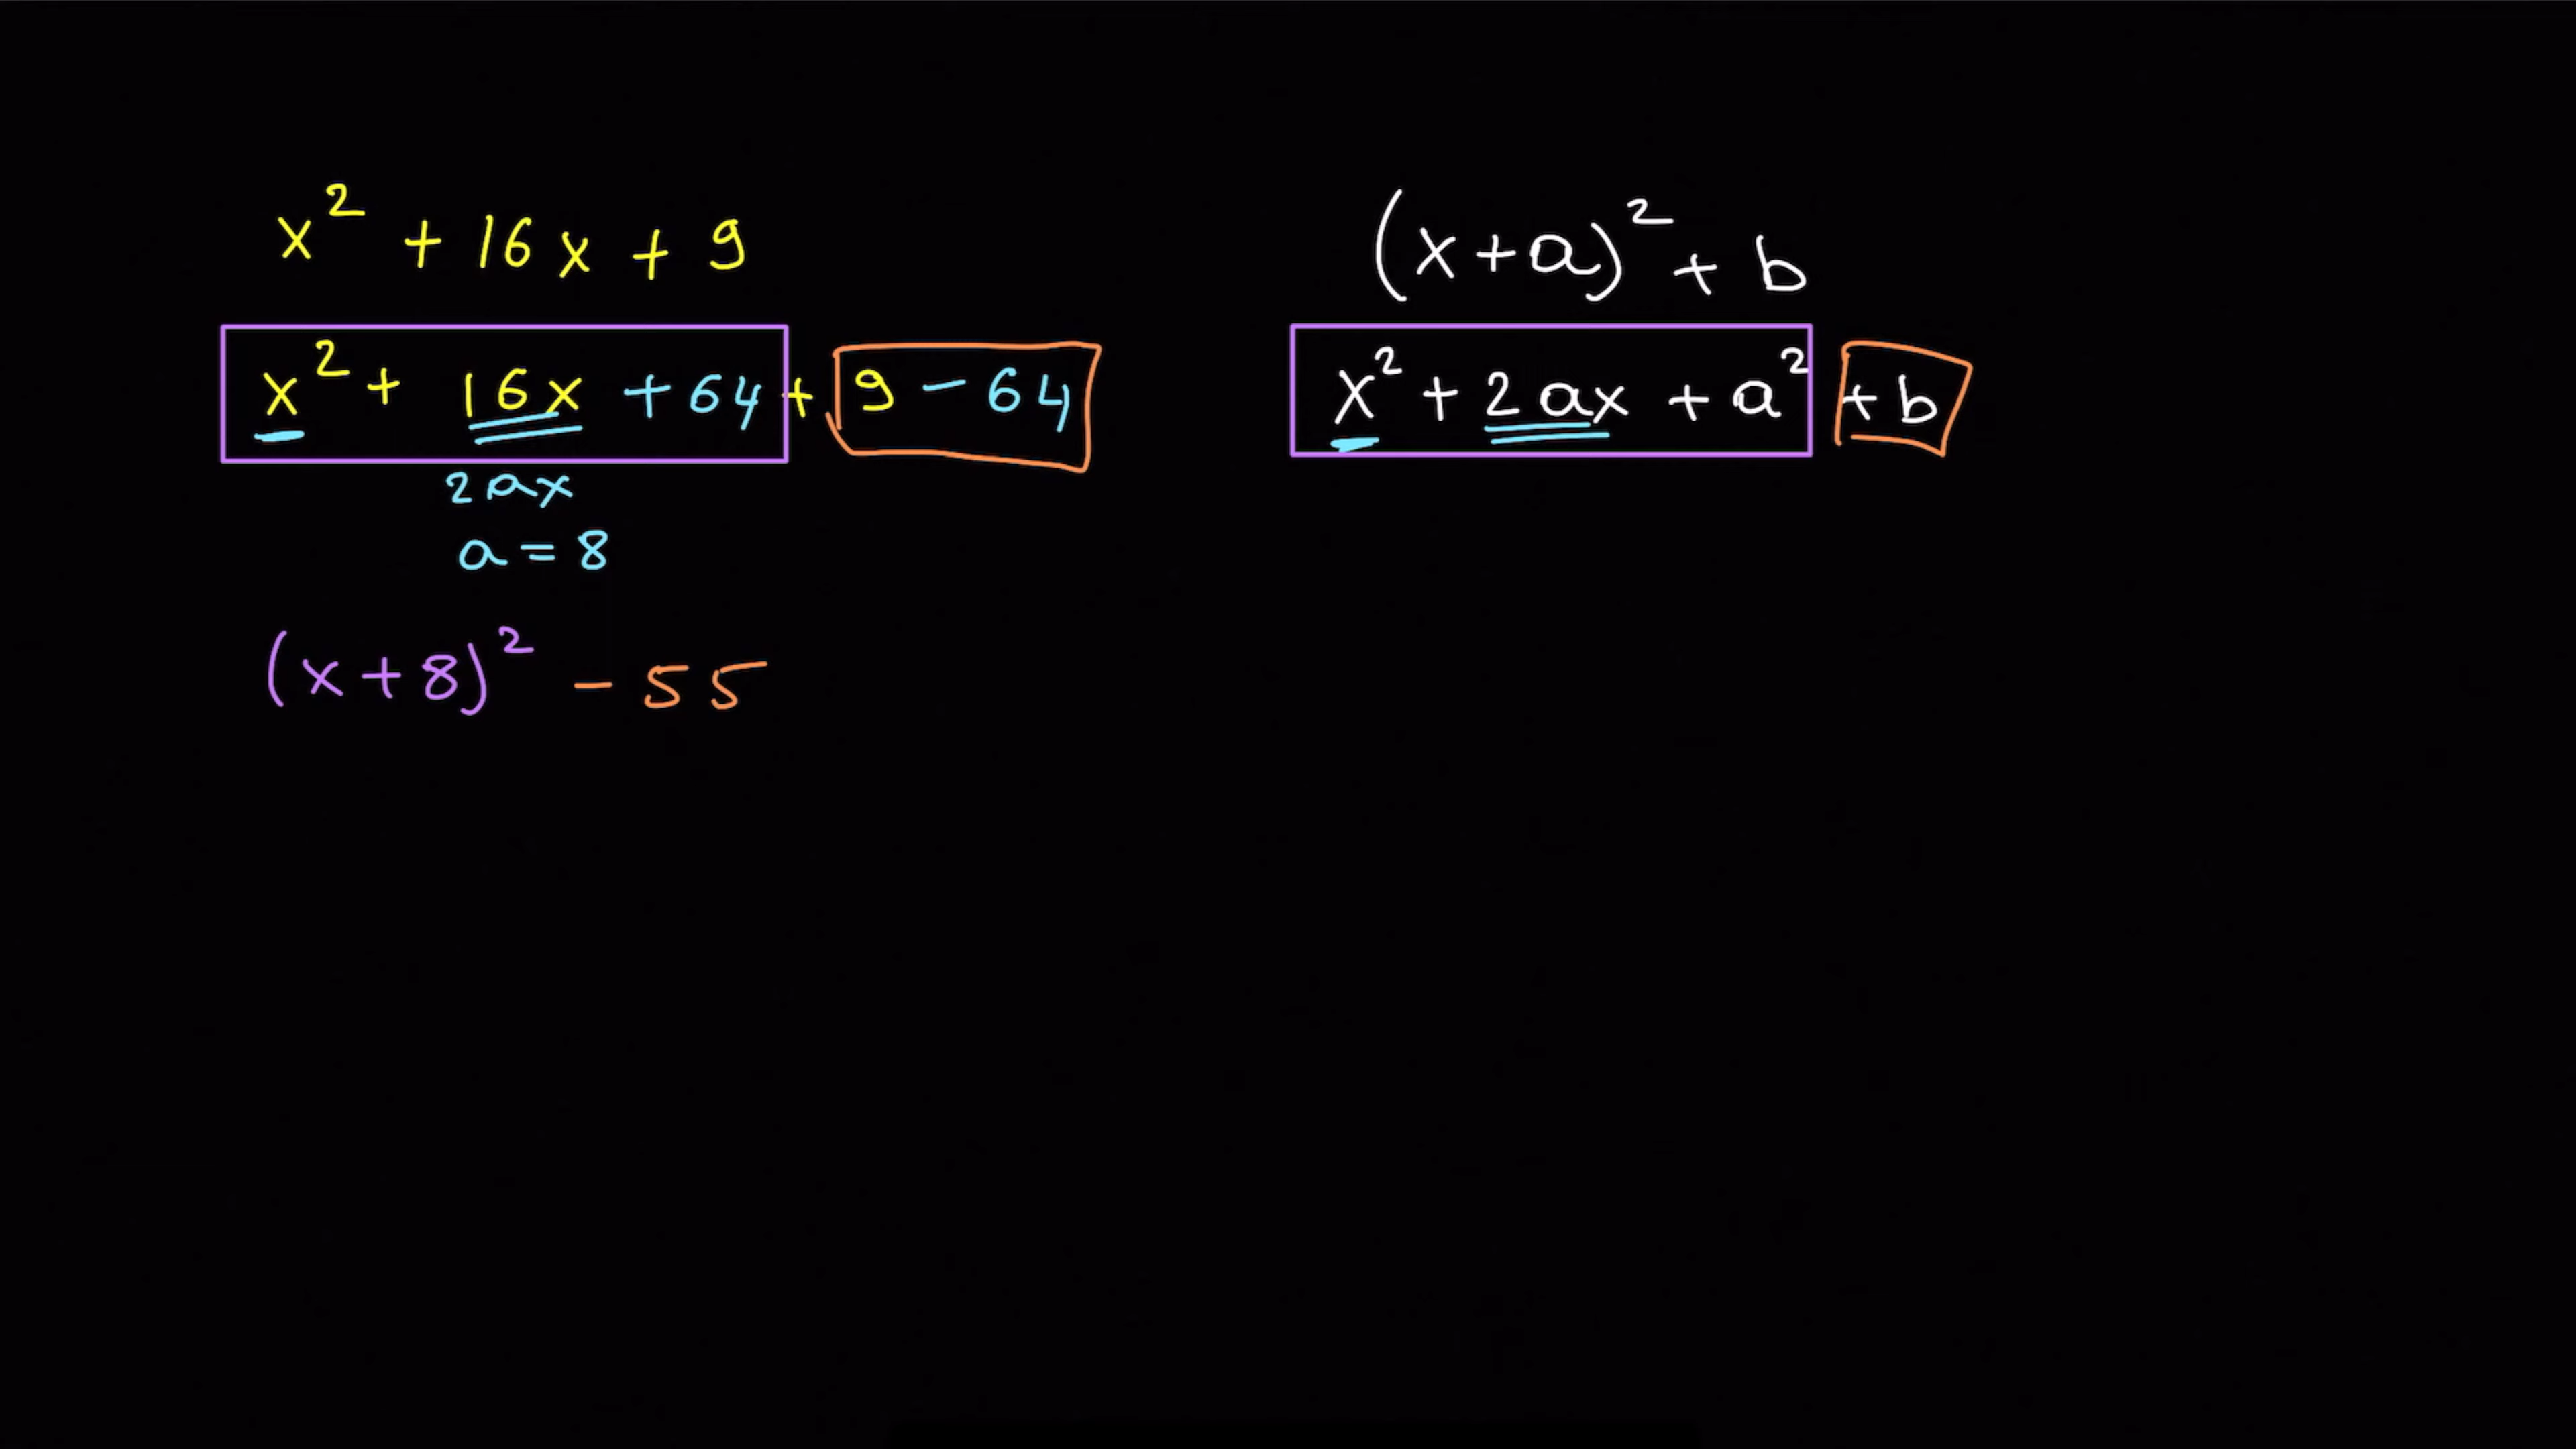 x² + 16x + 9
x² + 16x + 64 + 9 - 64
2ax
a = 8
(x+8)² - 55
(x+a)² + b
x² + 2ax + a² + b